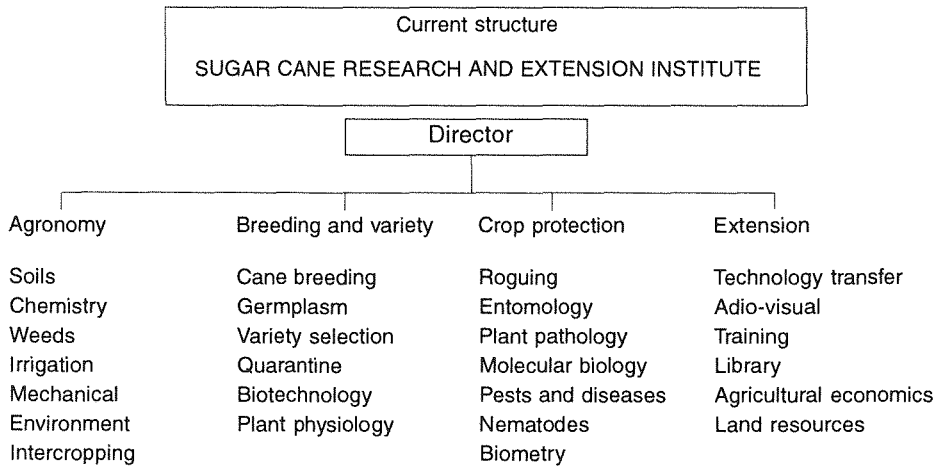 Current structure
SUGAR CANE RESEARCH AND EXTENSION INSTITUTE
Director
Agronomy
Soils
Chemistry
Weeds
Irrigation
Mechanical
Environment
Intercropping
Breeding and variety
Cane breeding
Germplasm
Variety selection
Quarantine
Biotechnology
Plant physiology
Crop protection
Roguing
Entomology
Plant pathology
Molecular biology
Pests and diseases
Nematodes
Biometry
Extension
Technology transfer
Adio-visual
Training
Library
Agricultural economics
Land resources